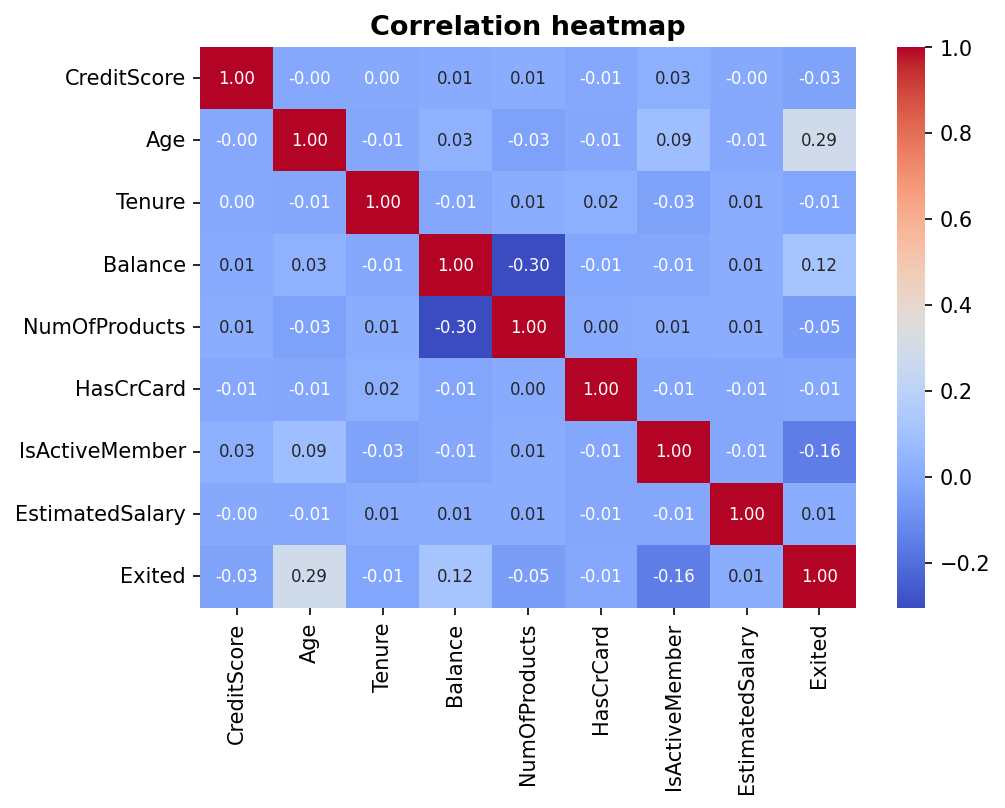 Correlation heatmap
CreditScore 1.00 -0.00 0.00 0.01 0.01 -0.01 0.03 -0.00 -0.03
Age -0.00 1.00 -0.01 0.03 -0.03 -0.01 0.09 -0.01 0.29
Tenure 0.00 -0.01 1.00 -0.01 0.01 0.02 -0.03 0.01 -0.01
Balance 0.01 0.03 -0.01 1.00 -0.30 -0.01 -0.01 0.01 0.12
NumOfProducts 0.01 -0.03 0.01 -0.30 1.00 0.00 0.01 0.01 -0.05
HasCrCard -0.01 -0.01 0.02 -0.01 0.00 1.00 -0.01 -0.01 -0.01
IsActiveMember 0.03 0.09 -0.03 -0.01 0.01 -0.01 1.00 -0.01 -0.16
EstimatedSalary -0.00 -0.01 0.01 0.01 0.01 -0.01 -0.01 1.00 0.01
Exited -0.03 0.29 -0.01 0.12 -0.05 -0.01 -0.16 0.01 1.00
CreditScore
Age
Tenure
Balance
NumOfProducts
HasCrCard
IsActiveMember
EstimatedSalary
Exited
1.0
0.8
0.6
0.4
0.2
0.0
−0.2